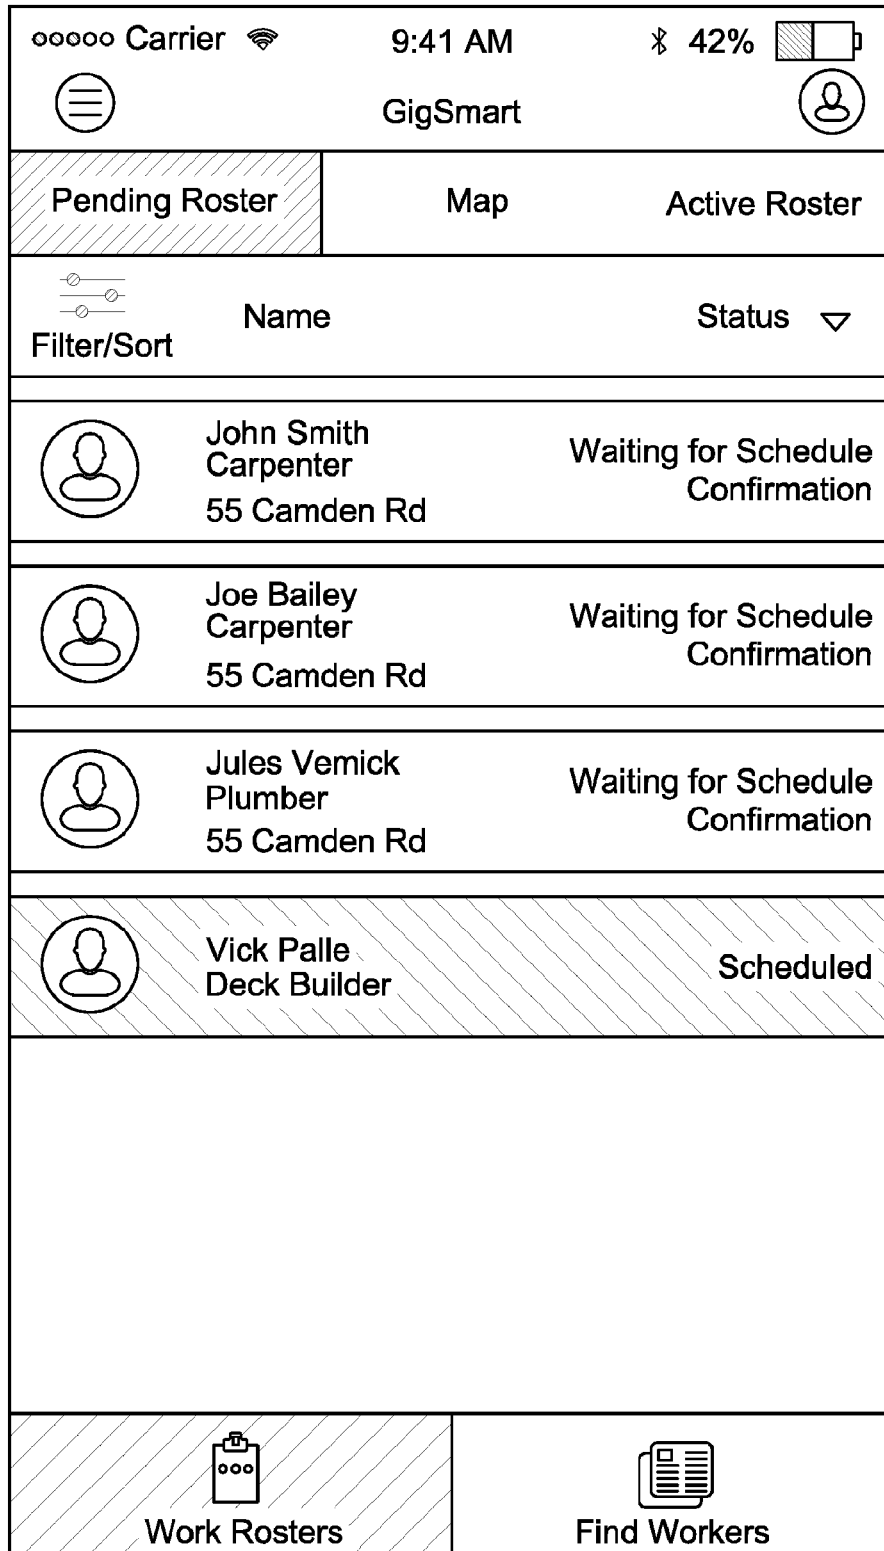 Carrier 9:41 AM 42%
GigSmart
Pending Roster Map Active Roster
Filter/Sort Name Status
John Smith
Carpenter
55 Camden Rd
Waiting for Schedule
Confirmation
Joe Bailey
Carpenter
55 Camden Rd
Waiting for Schedule
Confirmation
Jules Vemick
Plumber
55 Camden Rd
Waiting for Schedule
Confirmation
Vick Palle
Deck Builder
Scheduled
Work Rosters Find Workers